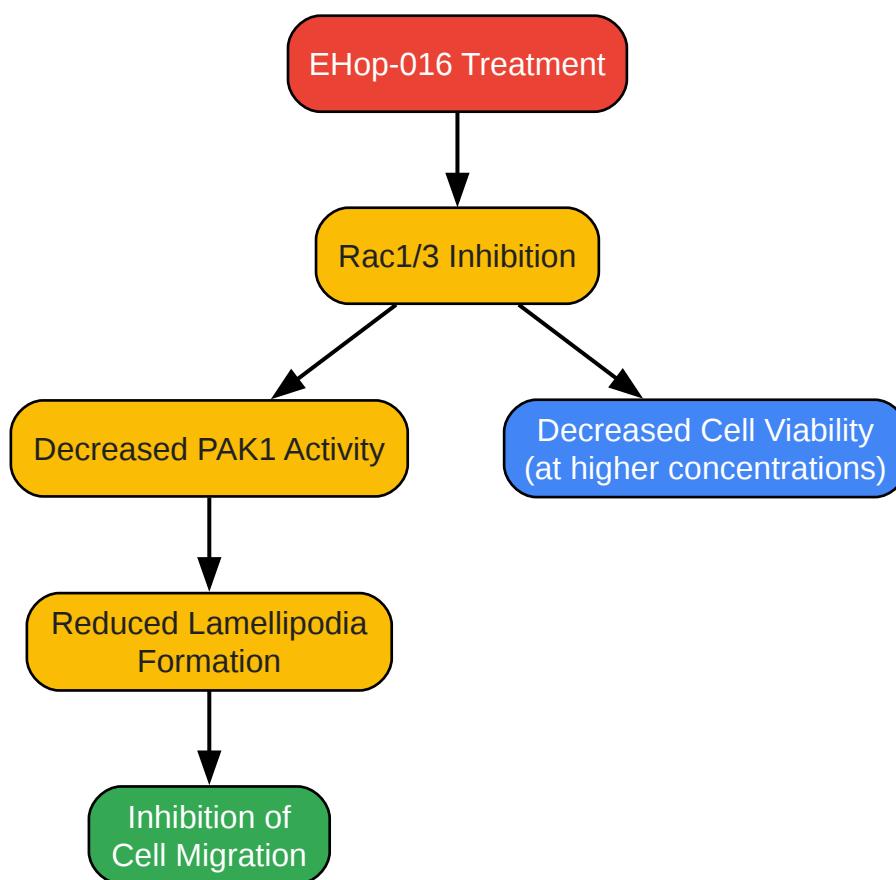 EHop-016 Treatment
Rac1/3 Inhibition
Decreased PAK1 Activity
Decreased Cell Viability
(at higher concentrations)
Reduced Lamellipodia
Formation
Inhibition of
Cell Migration